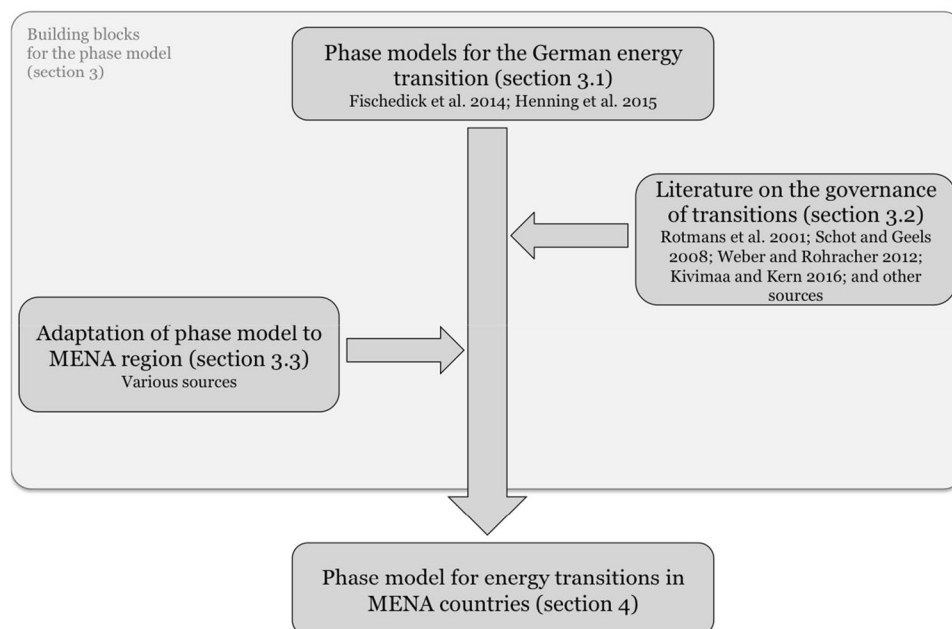 Building blocks
for the phase model
(section 3)
Phase models for the German energy
transition (section 3.1)
Fischedick et al. 2014; Henning et al. 2015
Literature on the governance
of transitions (section 3.2)
Rotmans et al. 2001; Schot and Geels
2008; Weber and Rohracher 2012;
Kivimaa and Kern 2016; and other
sources
Adaptation of phase model to
MENA region (section 3.3)
Various sources
Phase model for energy transitions in
MENA countries (section 4)